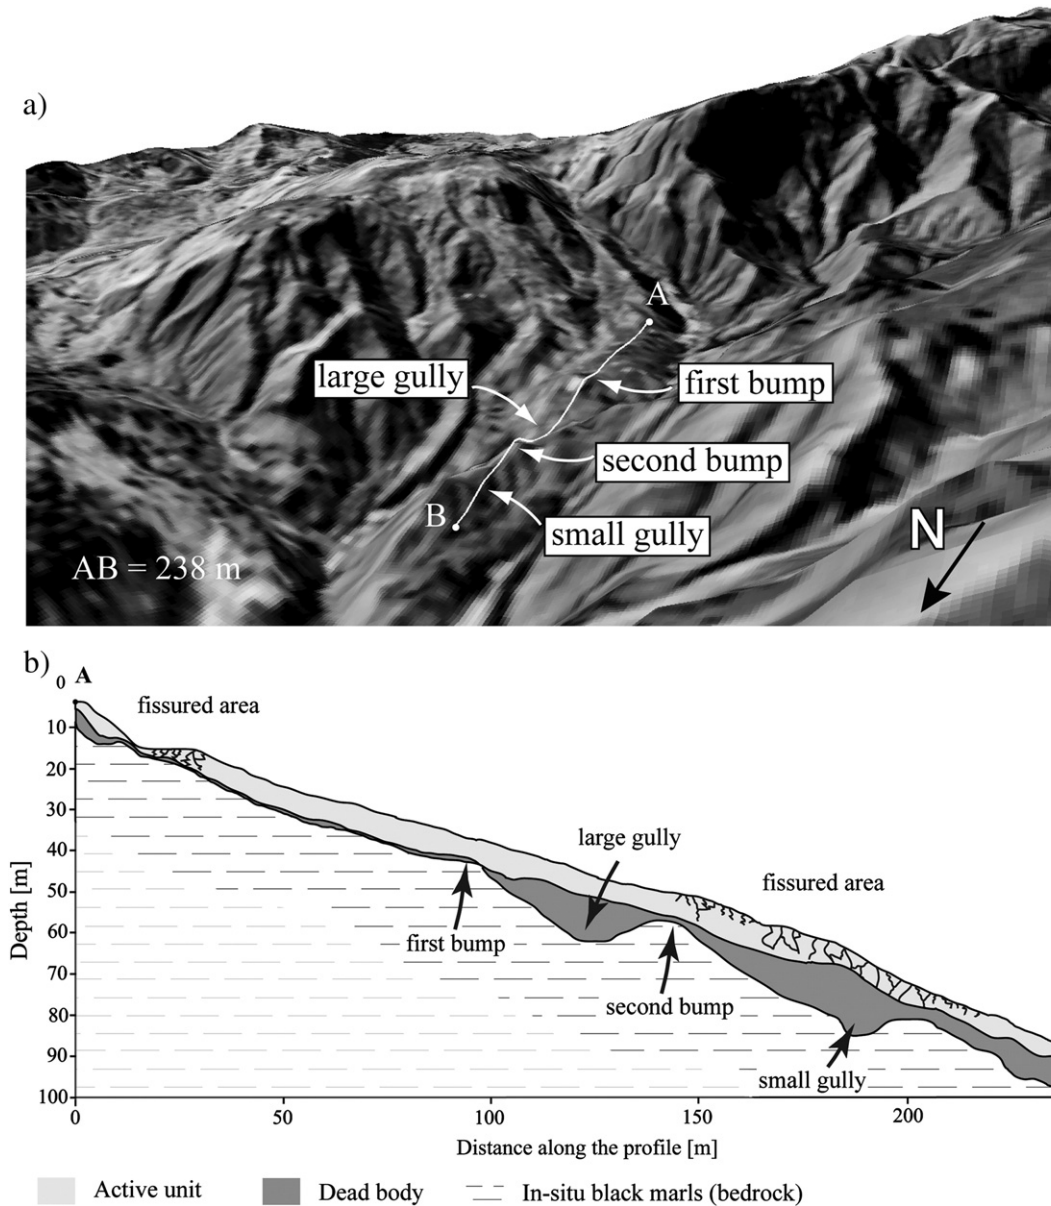 a)
A
large gully
first bump
second bump
B
small gully
N
AB = 238 m
b)
0 A
fissured area
10
20
30
40
large gully
50
fissured area
60
first bump
70
second bump
80
90
small gully
100
Depth [m]
0 50 100 150 200
Distance along the profile [m]
Active unit
Dead body
In-situ black marls (bedrock)